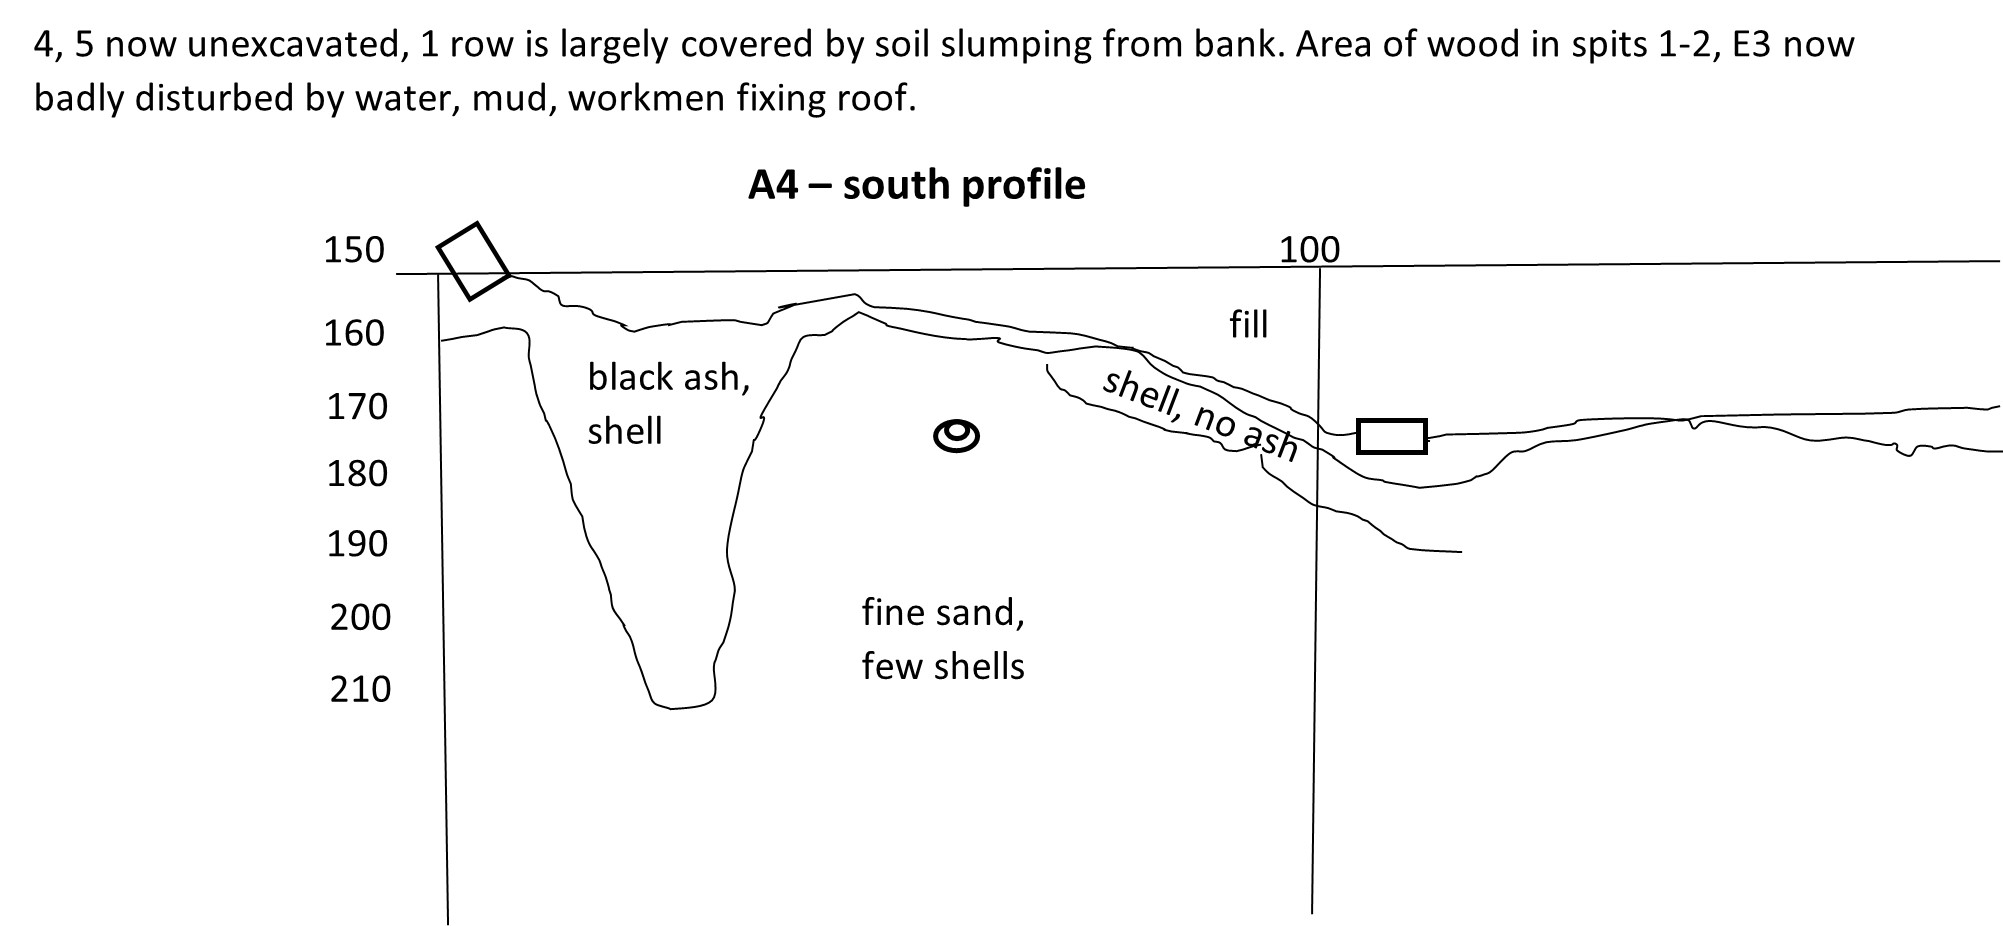 4, 5 now unexcavated, 1 row is largely covered by soil slumping from bank. Area of wood in spits 1-2, E3 now
badly disturbed by water, mud, workmen fixing roof.
A4 – south profile
150
100
160
fill
black ash,
shell
170
shell, no ash
180
190
200
fine sand,
few shells
210